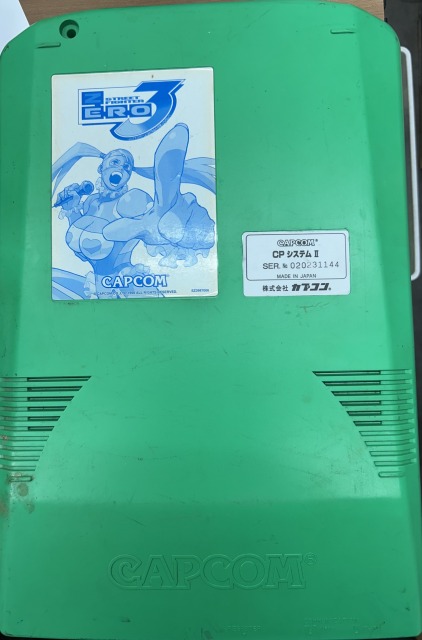 STREET
FIGHTER
ZERO 3
CAPCOM
CAPCOM
CP システム II
SER. № 020231144
MADE IN JAPAN
株式会社 カプコン
CAPCOM